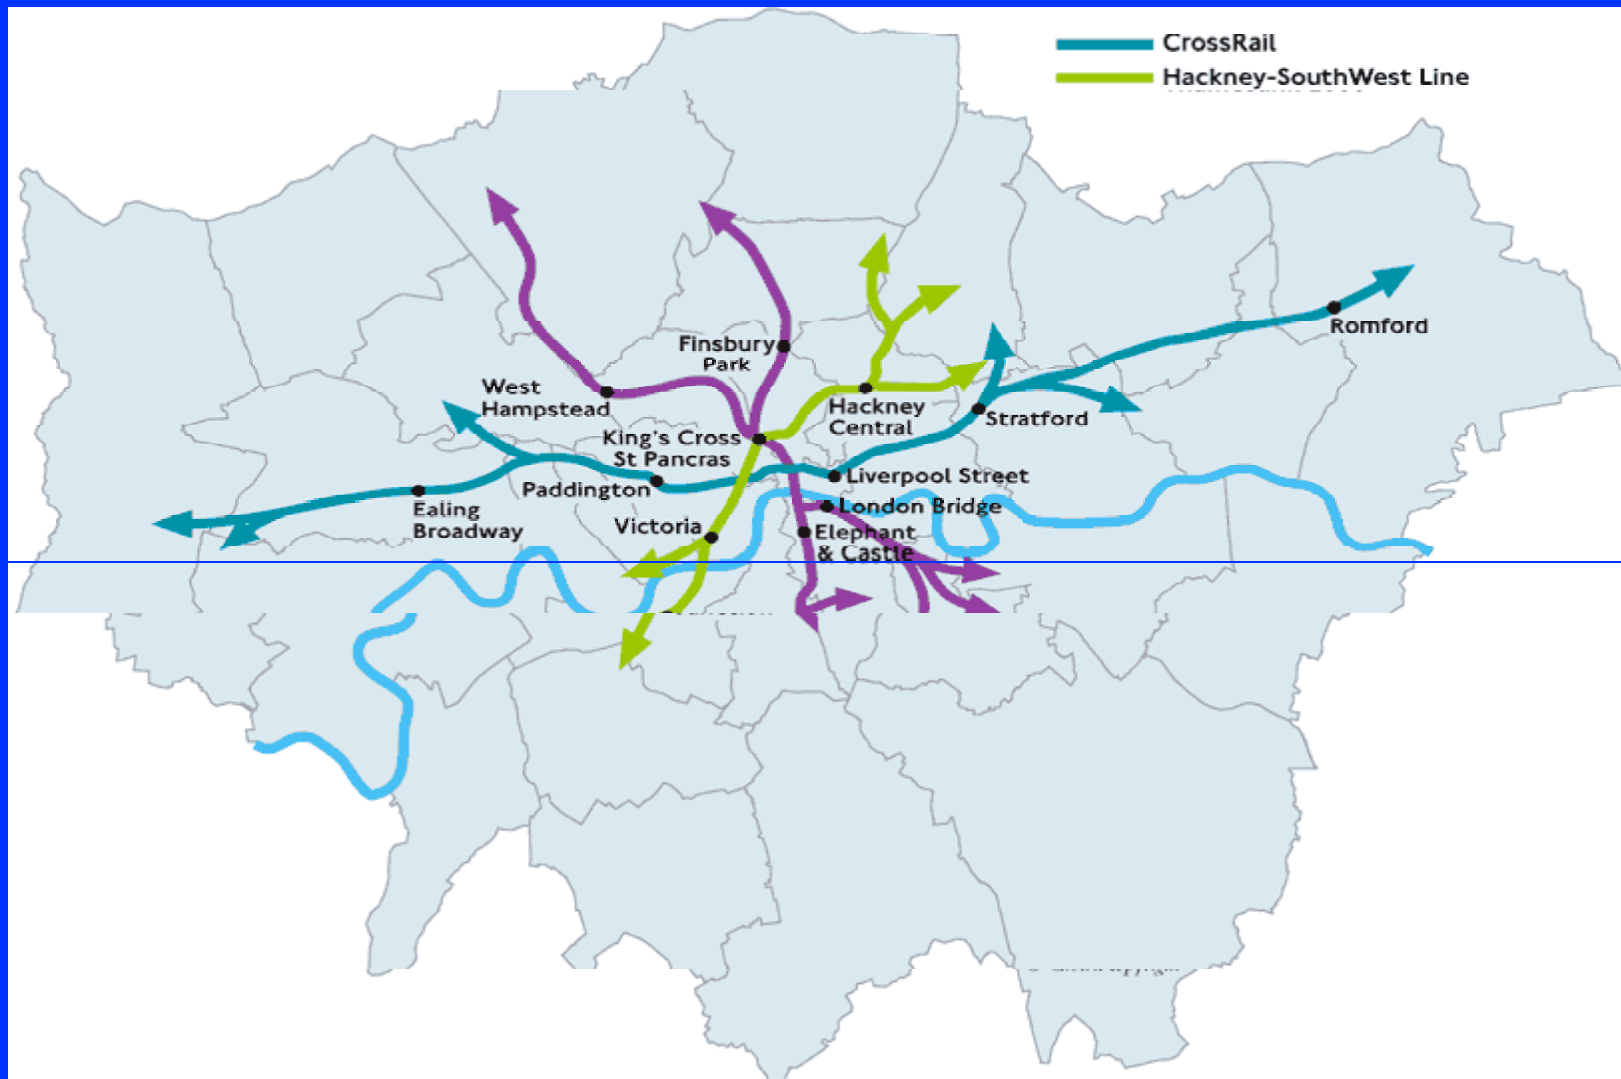 CrossRail
Hackney-SouthWest Line
Romford
Finsbury
Park
West
Hampstead
Hackney
Central
Stratford
King's Cross
St Pancras
Liverpool Street
Paddington
London Bridge
Ealing
Broadway
Victoria
Elephant
& Castle